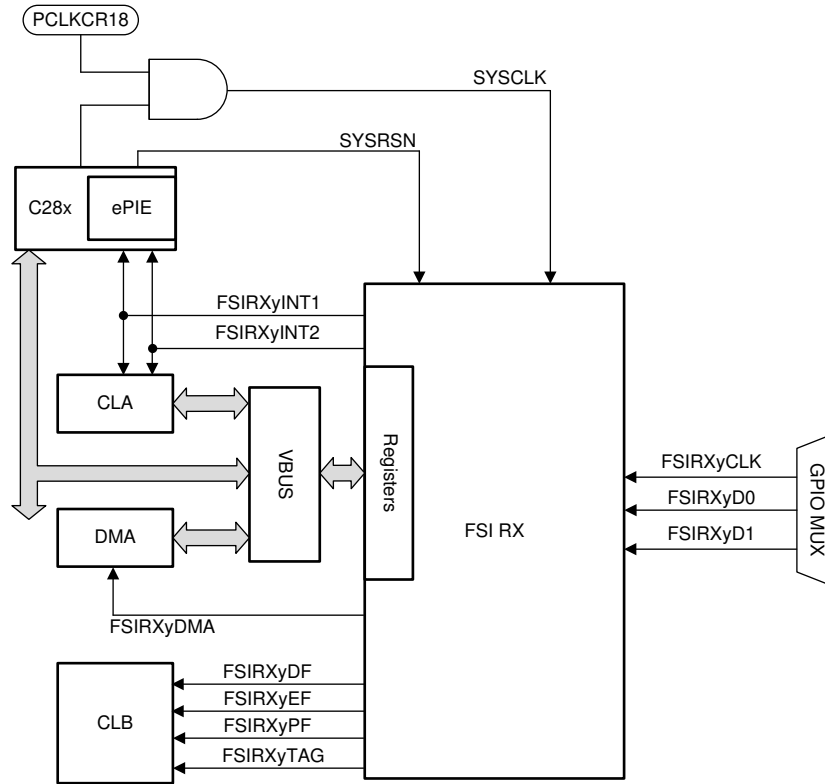 PCLKCR18
SYSCLK
SYSRSN
C28x
ePIE
FSIRXyINT1
FSIRXyINT2
CLA
VBUS
Registers
FSI RX
FSIRXyCLK
FSIRXyD0
FSIRXyD1
GPIO MUX
DMA
FSIRXyDMA
CLB
FSIRXyDF
FSIRXyEF
FSIRXyPF
FSIRXyTAG